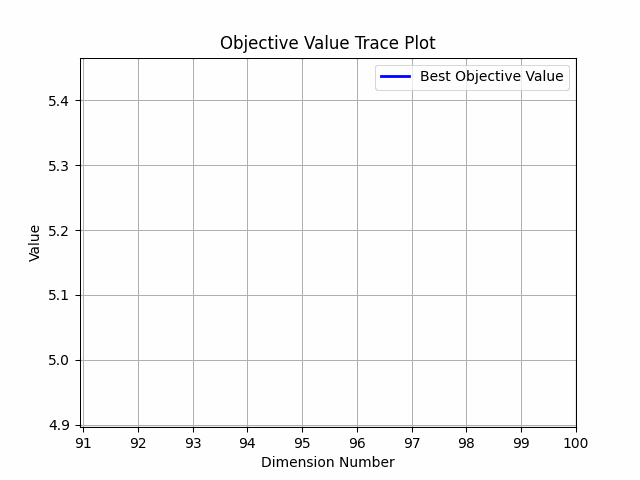 Objective Value Trace Plot
Best Objective Value
Value
5.4
5.3
5.2
5.1
5.0
4.9
91 92 93 94 95 96 97 98 99 100
Dimension Number